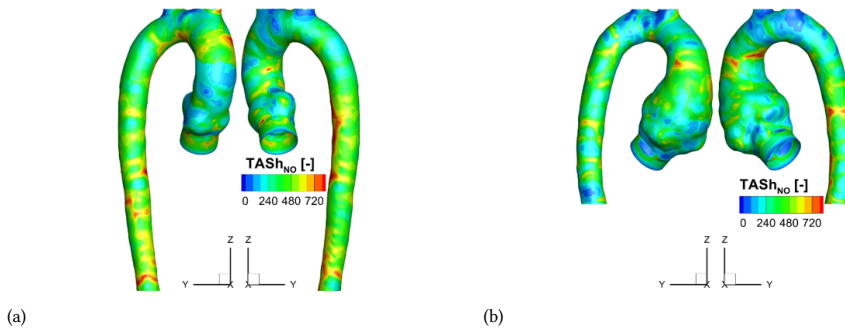 TASh_NO [-]
0 240 480 720
Z Z
Y X X Y
(a)
TASh_NO [-]
0 240 480 720
Z Z
Y X X Y
(b)